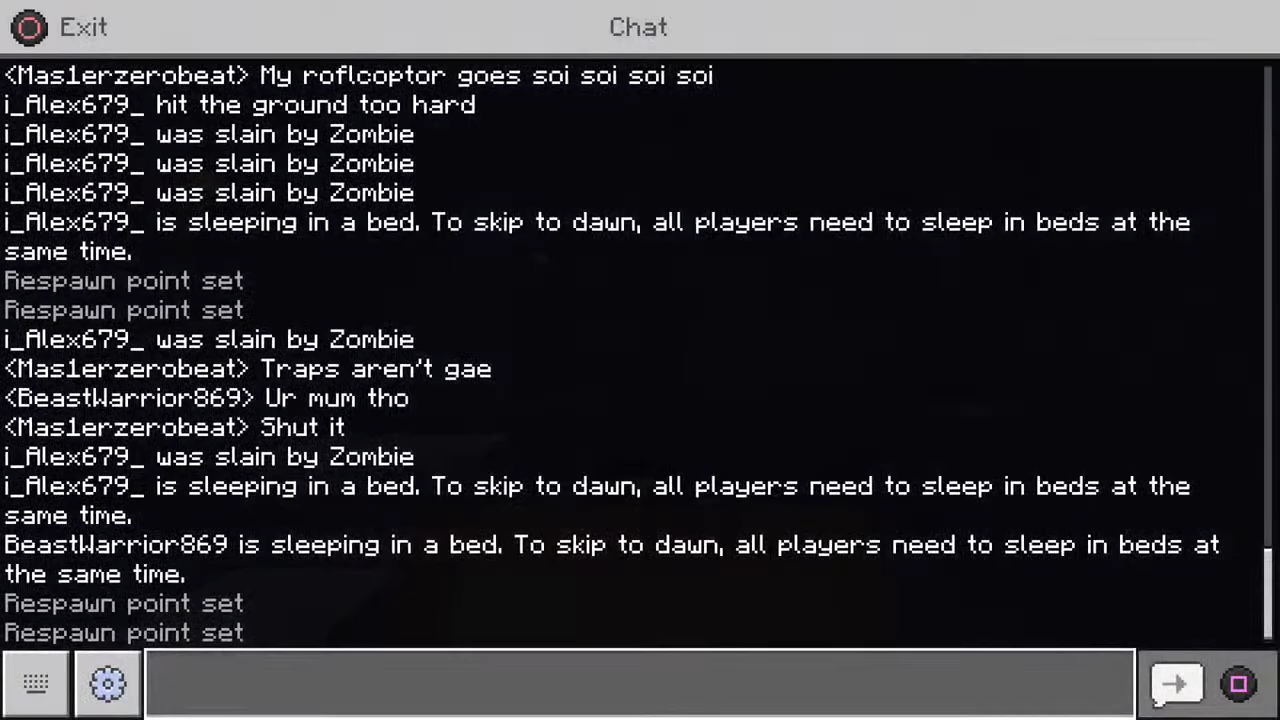 Exit
Chat
<Mas1erzerobeat> My roflcoptor goes soi soi soi soi
i_Alex679_ hit the ground too hard
i_Alex679_ was slain by Zombie
i_Alex679_ was slain by Zombie
i_Alex679_ was slain by Zombie
i_Alex679_ is sleeping in a bed. To skip to dawn, all players need to sleep in beds at the
same time.
Respawn point set
Respawn point set
i_Alex679_ was slain by Zombie
<Mas1erzerobeat> Traps aren't gae
<BeastWarrior869> Ur mum tho
<Mas1erzerobeat> Shut it
i_Alex679_ was slain by Zombie
i_Alex679_ is sleeping in a bed. To skip to dawn, all players need to sleep in beds at the
same time.
BeastWarrior869 is sleeping in a bed. To skip to dawn, all players need to sleep in beds at
the same time.
Respawn point set
Respawn point set